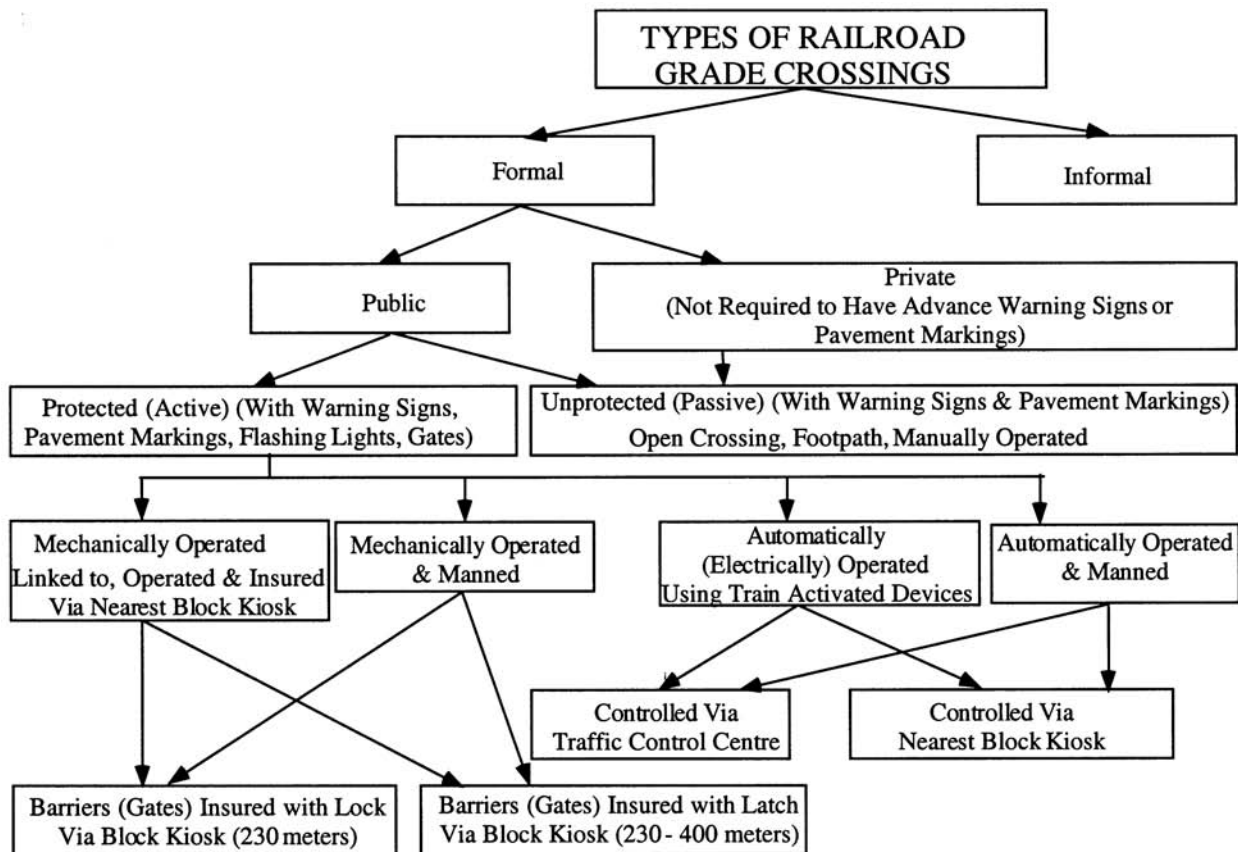 TYPES OF RAILROAD
GRADE CROSSINGS
Formal
Informal
Public
Private
(Not Required to Have Advance Warning Signs or
Pavement Markings)
Protected (Active) (With Warning Signs,
Pavement Markings, Flashing Lights, Gates)
Unprotected (Passive) (With Warning Signs & Pavement Markings)
Open Crossing, Footpath, Manually Operated
Mechanically Operated
Linked to, Operated & Insured
Via Nearest Block Kiosk
Mechanically Operated
& Manned
Automatically
(Electrically) Operated
Using Train Activated Devices
Automatically Operated
& Manned
Controlled Via
Traffic Control Centre
Controlled Via
Nearest Block Kiosk
Barriers (Gates) Insured with Lock
Via Block Kiosk (230 meters)
Barriers (Gates) Insured with Latch
Via Block Kiosk (230 - 400 meters)